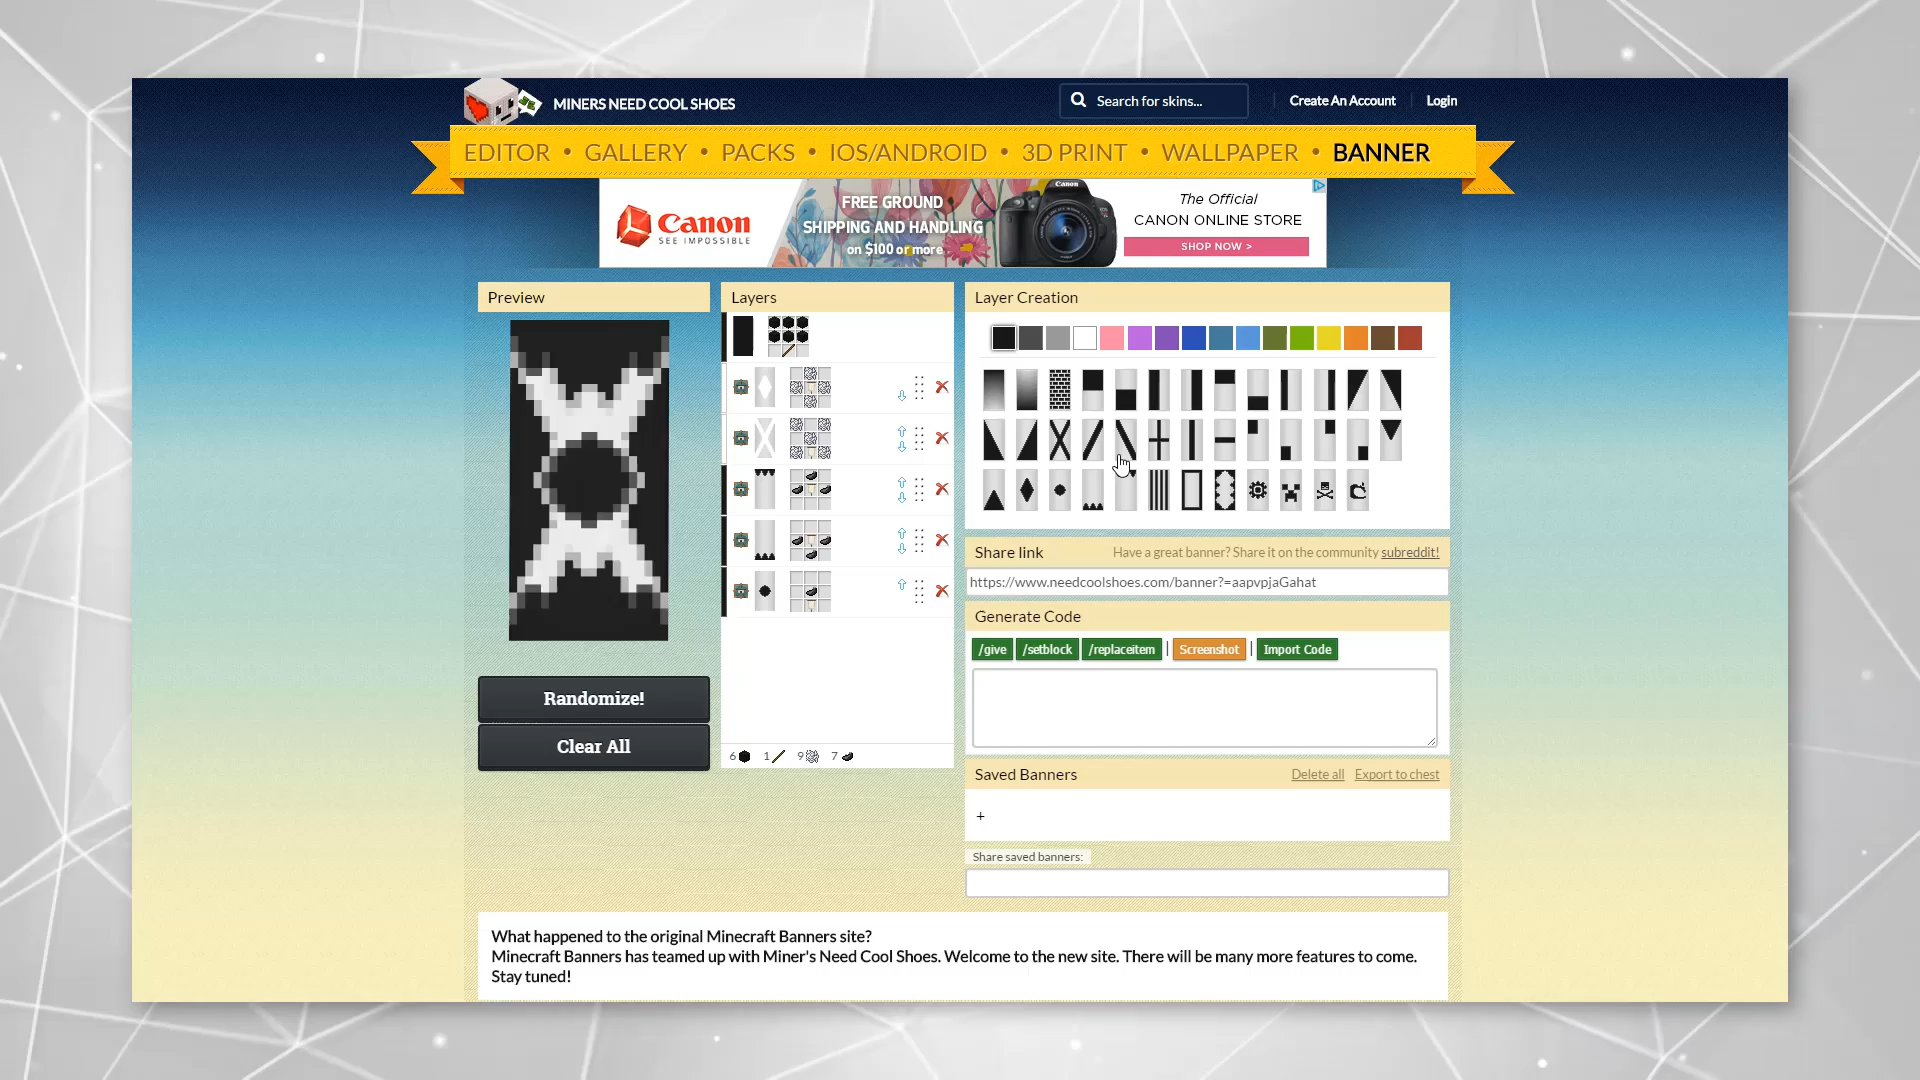 MINERS NEED COOL SHOES
Search for skins...
Create An Account
Login
EDITOR • GALLERY • PACKS • IOS/ANDROID • 3D PRINT • WALLPAPER • BANNER
Canon
SEE IMPOSSIBLE
FREE GROUND
SHIPPING AND HANDLING
on $100 or more
Canon
The Official
CANON ONLINE STORE
SHOP NOW >
Preview
Layers
Layer Creation
Share link
Have a great banner? Share it on the community subreddit!
https://www.needcoolshoes.com/banner?=aapvpjaGahat
Generate Code
/give
/setblock
/replaceitem
|
Screenshot
|
Import Code
Randomize!
Clear All
6 1 9 7
Saved Banners
Delete all
Export to chest
+
Share saved banners:
What happened to the original Minecraft Banners site?
Minecraft Banners has teamed up with Miner's Need Cool Shoes. Welcome to the new site. There will be many more features to come.
Stay tuned!